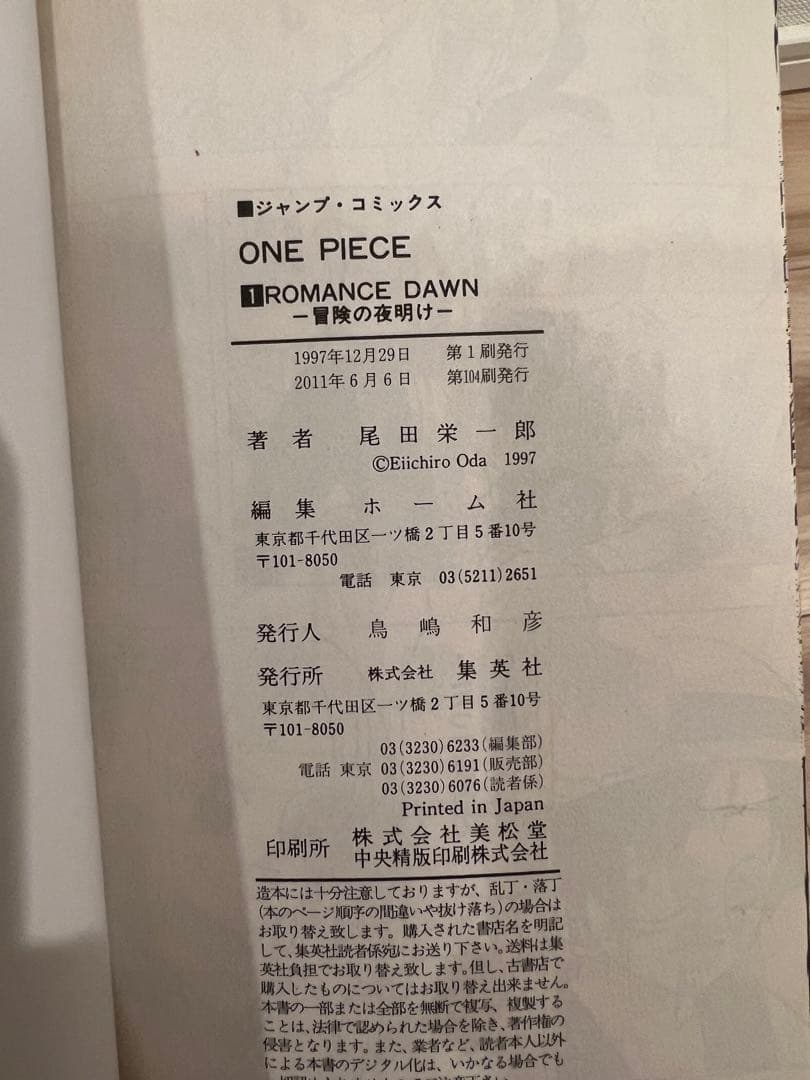 ■ジャンプ・コミックス
ONE PIECE
1 ROMANCE DAWN
－冒険の夜明け－
1997年12月29日 第1刷発行
2011年6月6日 第104刷発行
著者 尾田栄一郎
©Eiichiro Oda 1997
編集 ホーム社
東京都千代田区一ツ橋2丁目5番10号
〒101-8050
電話 東京 03(5211)2651
発行人 鳥嶋和彦
発行所 株式会社 集英社
東京都千代田区一ツ橋2丁目5番10号
〒101-8050
03(3230)6233(編集部)
電話 東京 03(3230)6191(販売部)
03(3230)6076(読者係)
Printed in Japan
印刷所 株式会社美松堂
中央精版印刷株式会社
造本には十分注意しておりますが、乱丁・落丁
(本のページ順序の間違いや抜け落ち)の場合は
お取り替え致します。購入された書店名を明記
して、集英社読者係宛にお送り下さい。送料は集
英社負担でお取り替え致します。但し、古書店で
購入したものについてはお取り替え出来ません。
本書の一部または全部を無断で複写、複製する
ことは、法律で認められた場合を除き、著作権の
侵害となります。また、業者など、読者本人以外
による本書のデジタル化は、いかなる場合でも